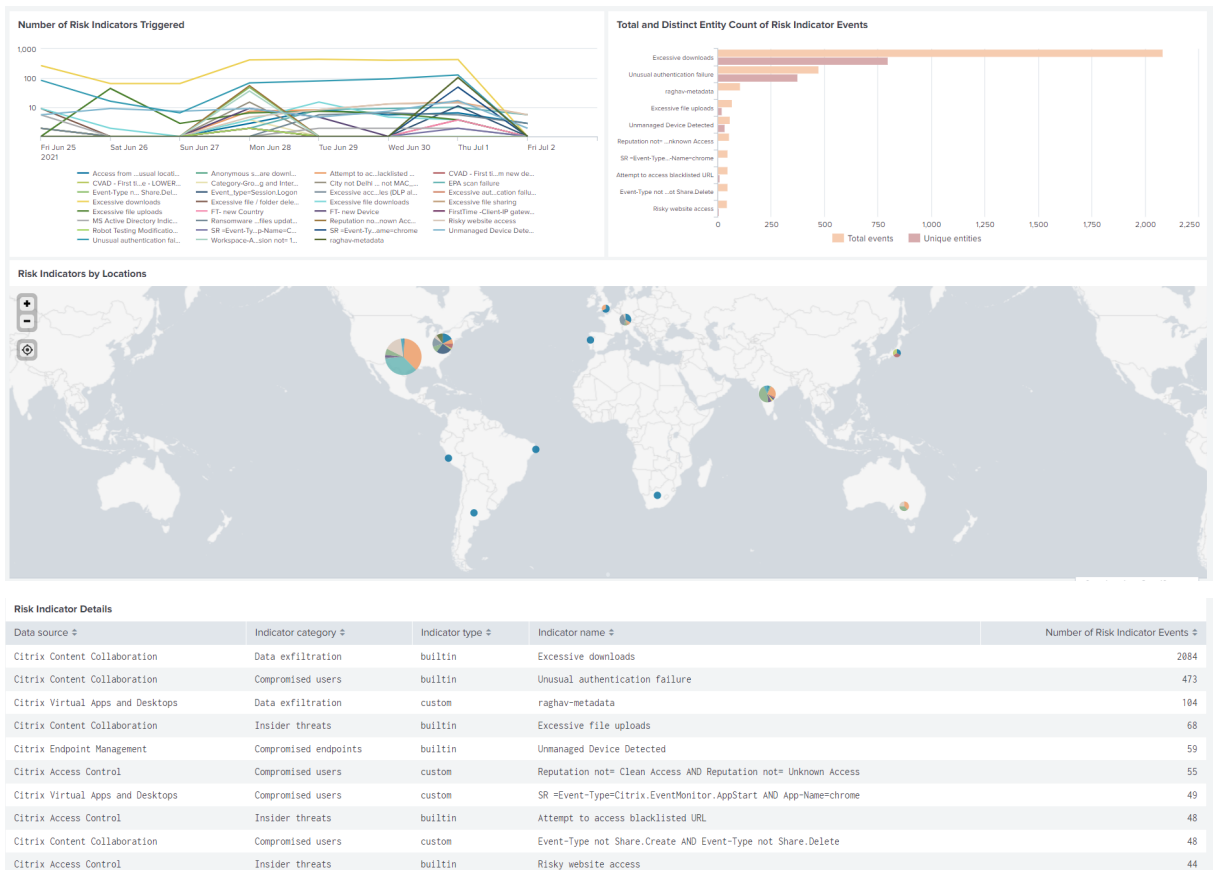 Number of Risk Indicators Triggered
1,000
100
10
Fri Jun 25
2021
Sat Jun 26
Sun Jun 27
Mon Jun 28
Tue Jun 29
Wed Jun 30
Thu Jul 1
Fri Jul 2
Access from ...usual locati...
Anonymous s...are downl...
Attempt to ac...lacklisted ...
CVAD - First ti...m new de...
CVAD - First ti...e - LOWER...
Category-Gro...g and Inter...
City not Delhi ... not MAC,...
EPA scan failure
Event-Type n... Share.Del...
Event_type=Session.Logon
Excessive acc...les (DLP al...
Excessive aut...cation failu...
Excessive downloads
Excessive file / folder dele...
Excessive file downloads
Excessive file sharing
Excessive file uploads
FT- new Country
FT- new Device
FirstTime -Client-IP gatew...
MS Active Directory Indic...
Ransomware ...files updat...
Reputation no...nown Acc...
Risky website access
Robot Testing Modificatio...
SR =Event-Ty...p-Name=C...
SR =Event-Ty...ame=chrome
Unmanaged Device Dete...
Unusual authentication fai...
Workspace-A...sion not= 1...
raghav-metadata
Total and Distinct Entity Count of Risk Indicator Events
Excessive downloads
Unusual authentication failure
raghav-metadata
Excessive file uploads
Unmanaged Device Detected
Reputation not=...nknown Access
SR =Event-Type...-Name=chrome
Attempt to access blacklisted URL
Event-Type not ...ot Share.Delete
Risky website access
0
250
500
750
1,000
1,250
1,500
1,750
2,000
2,250
Total events
Unique entities
Risk Indicators by Locations
+
−
Risk Indicator Details
Data source Indicator category Indicator type Indicator name Number of Risk Indicator Events
Citrix Content Collaboration Data exfiltration builtin Excessive downloads 2084
Citrix Content Collaboration Compromised users builtin Unusual authentication failure 473
Citrix Virtual Apps and Desktops Data exfiltration custom raghav-metadata 104
Citrix Content Collaboration Insider threats builtin Excessive file uploads 68
Citrix Endpoint Management Compromised endpoints builtin Unmanaged Device Detected 59
Citrix Access Control Compromised users custom Reputation not= Clean Access AND Reputation not= Unknown Access 55
Citrix Virtual Apps and Desktops Compromised users custom SR =Event-Type=Citrix.EventMonitor.AppStart AND App-Name=chrome 49
Citrix Access Control Insider threats builtin Attempt to access blacklisted URL 48
Citrix Content Collaboration Compromised users custom Event-Type not Share.Create AND Event-Type not Share.Delete 48
Citrix Access Control Insider threats builtin Risky website access 44